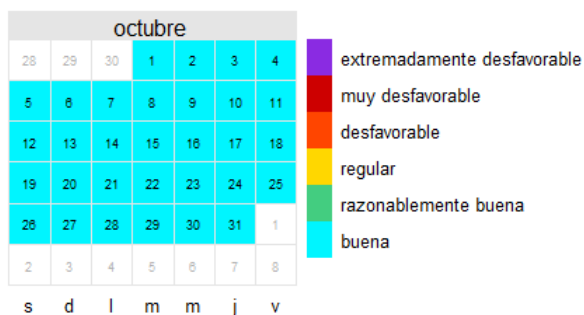 octubre
28 29 30 1 2 3 4
5 6 7 8 9 10 11
12 13 14 15 16 17 18
19 20 21 22 23 24 25
26 27 28 29 30 31 1
2 3 4 5 6 7 8
s d l m m j v
extremadamente desfavorable
muy desfavorable
desfavorable
regular
razonablemente buena
buena